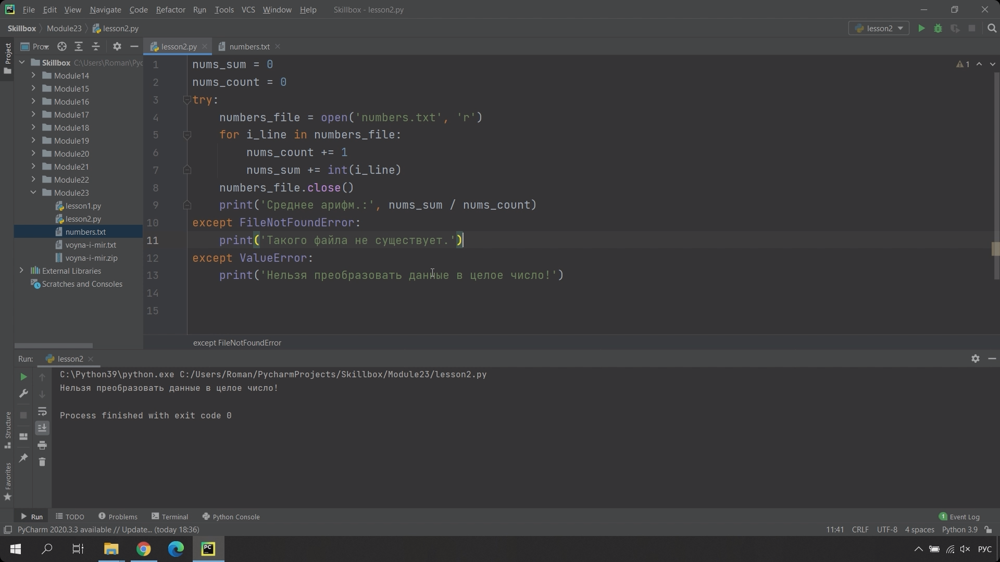 PC File Edit View Navigate Code Refactor Run Tools VCS Window Help Skillbox - lesson2.py
Skillbox Module23 lesson2.py lesson2
Project
Pro.. lesson2.py numbers.txt
Skillbox C:\Users\Roman\Pyc
Module14
Module15
Module16
Module17
Module18
Module19
Module20
Module21
Module22
Module23
lesson1.py
lesson2.py
numbers.txt
voyna-i-mir.txt
voyna-i-mir.zip
External Libraries
Scratches and Consoles
1 nums_sum = 0
1
2 nums_count = 0
3 try:
4 numbers_file = open('numbers.txt', 'r')
5 for i_line in numbers_file:
6 nums_count += 1
7 nums_sum += int(i_line)
8 numbers_file.close()
9 print('Среднее арифм.:', nums_sum / nums_count)
10 except FileNotFoundError:
11 print('Такого файла не существует.')
12 except ValueError:
13 print('Нельзя преобразовать данные в целое число!')
14
15
except FileNotFoundError
Run: lesson2
C:\Python39\python.exe C:/Users/Roman/PycharmProjects/Skillbox/Module23/lesson2.py
Нельзя преобразовать данные в целое число!
Process finished with exit code 0
Structure
Favorites
Run TODO Problems Terminal Python Console 1 Event Log
PyCharm 2020.3.3 available // Update... (today 18:36) 11:41 CRLF UTF-8 4 spaces Python 3.9
PC РУС